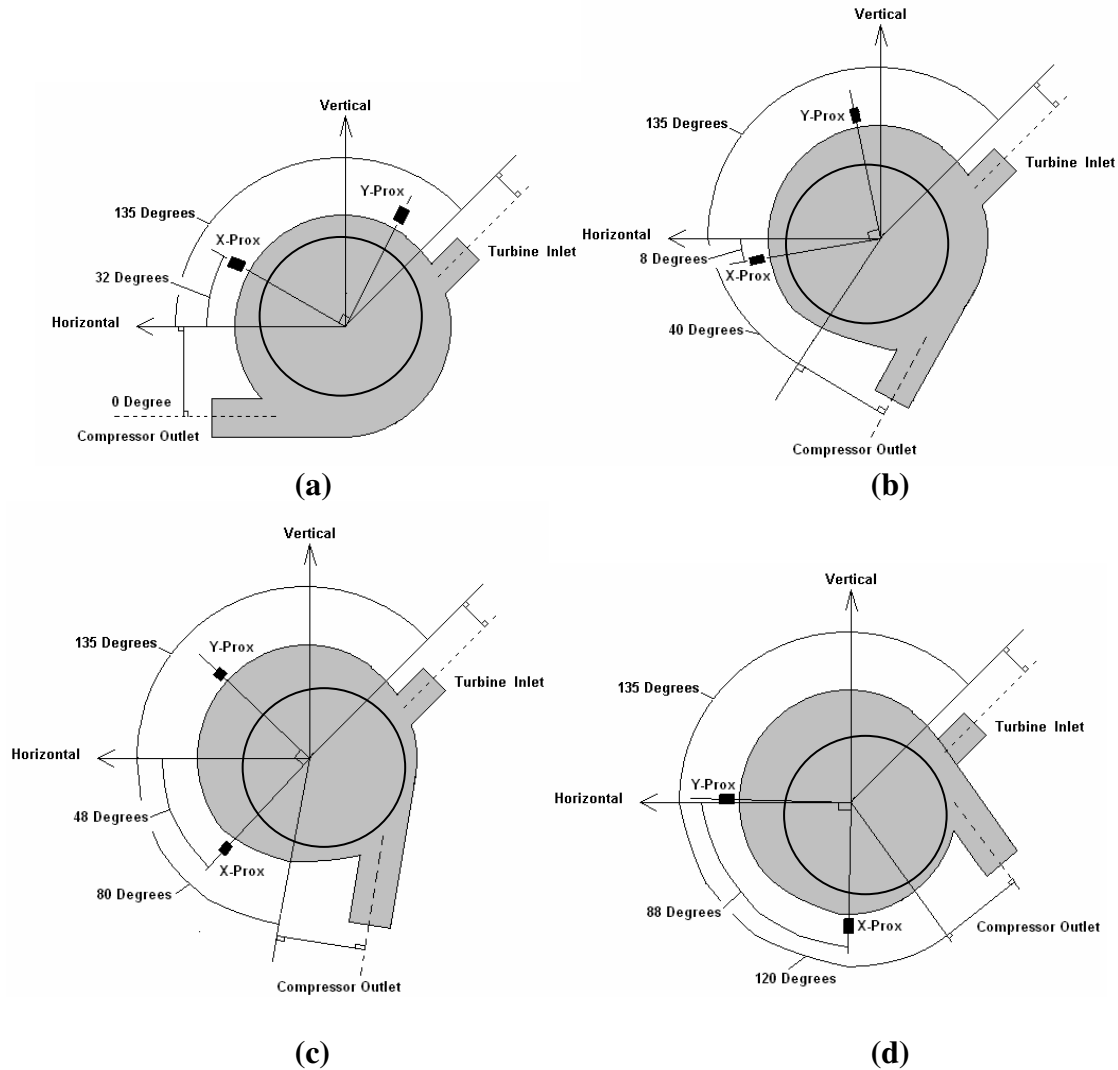 Vertical
135 Degrees
Y-Prox
X-Prox
32 Degrees
Turbine Inlet
Horizontal
0 Degree
Compressor Outlet
(a)
Vertical
135 Degrees
Y-Prox
Turbine Inlet
Horizontal
8 Degrees
X-Prox
40 Degrees
Compressor Outlet
(b)
Vertical
135 Degrees
Y-Prox
Turbine Inlet
Horizontal
48 Degrees
X-Prox
80 Degrees
Compressor Outlet
(c)
Vertical
135 Degrees
Turbine Inlet
Y-Prox
Horizontal
88 Degrees
X-Prox
Compressor Outlet
120 Degrees
(d)